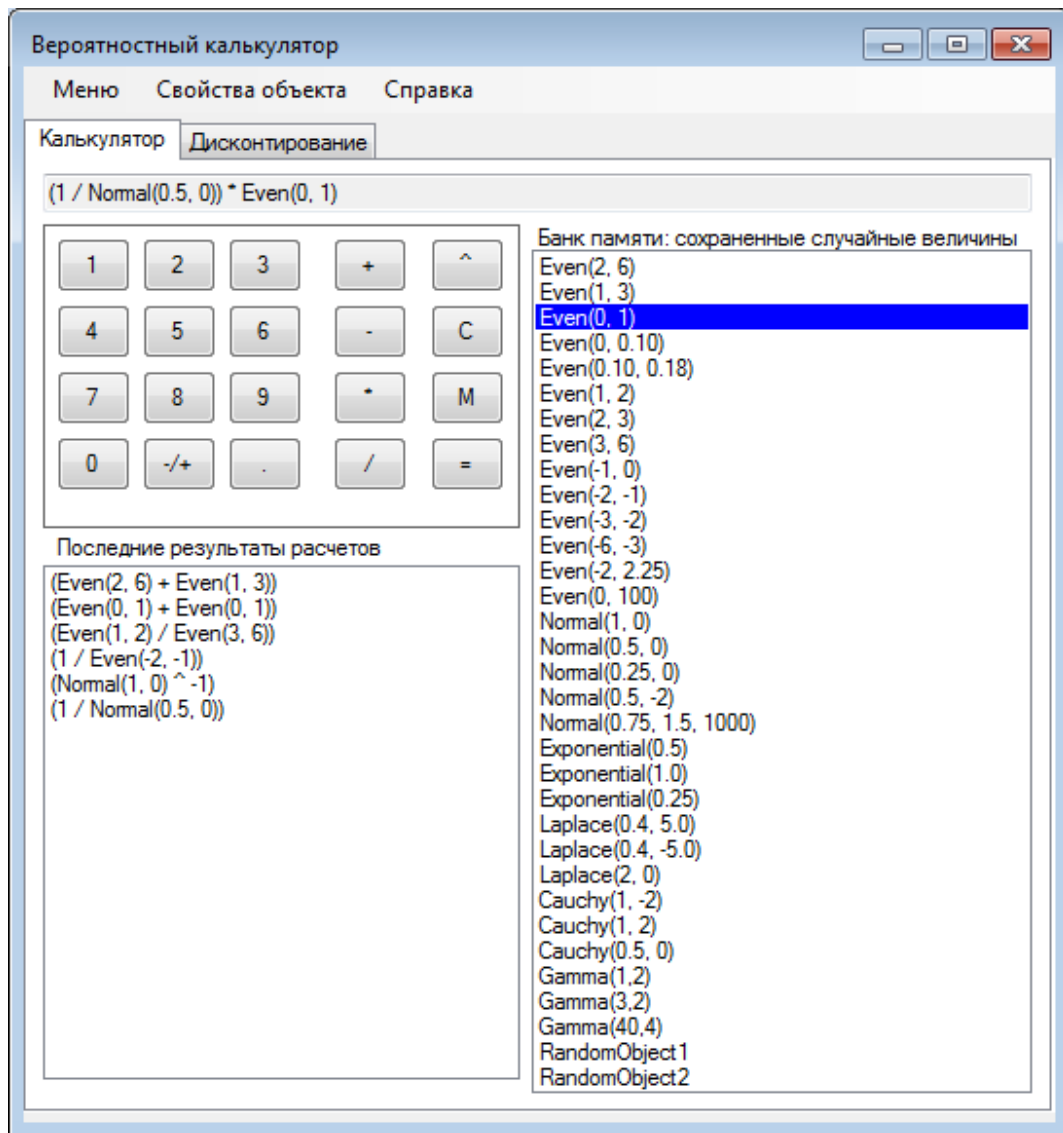 Вероятностный калькулятор
Меню Свойства объекта Справка
Калькулятор Дисконтирование
(1 / Normal(0.5, 0)) * Even(0, 1)
1 2 3 + ^
4 5 6 - C
7 8 9 * M
0 -/+ . / =
Последние результаты расчетов
(Even(2, 6) + Even(1, 3))
(Even(0, 1) + Even(0, 1))
(Even(1, 2) / Even(3, 6))
(1 / Even(-2, -1))
(Normal(1, 0) ^ -1)
(1 / Normal(0.5, 0))
Банк памяти: сохраненные случайные величины
Even(2, 6)
Even(1, 3)
Even(0, 1)
Even(0, 0.10)
Even(0.10, 0.18)
Even(1, 2)
Even(2, 3)
Even(3, 6)
Even(-1, 0)
Even(-2, -1)
Even(-3, -2)
Even(-6, -3)
Even(-2, 2.25)
Even(0, 100)
Normal(1, 0)
Normal(0.5, 0)
Normal(0.25, 0)
Normal(0.5, -2)
Normal(0.75, 1.5, 1000)
Exponential(0.5)
Exponential(1.0)
Exponential(0.25)
Laplace(0.4, 5.0)
Laplace(0.4, -5.0)
Laplace(2, 0)
Cauchy(1, -2)
Cauchy(1, 2)
Cauchy(0.5, 0)
Gamma(1,2)
Gamma(3,2)
Gamma(40,4)
RandomObject1
RandomObject2